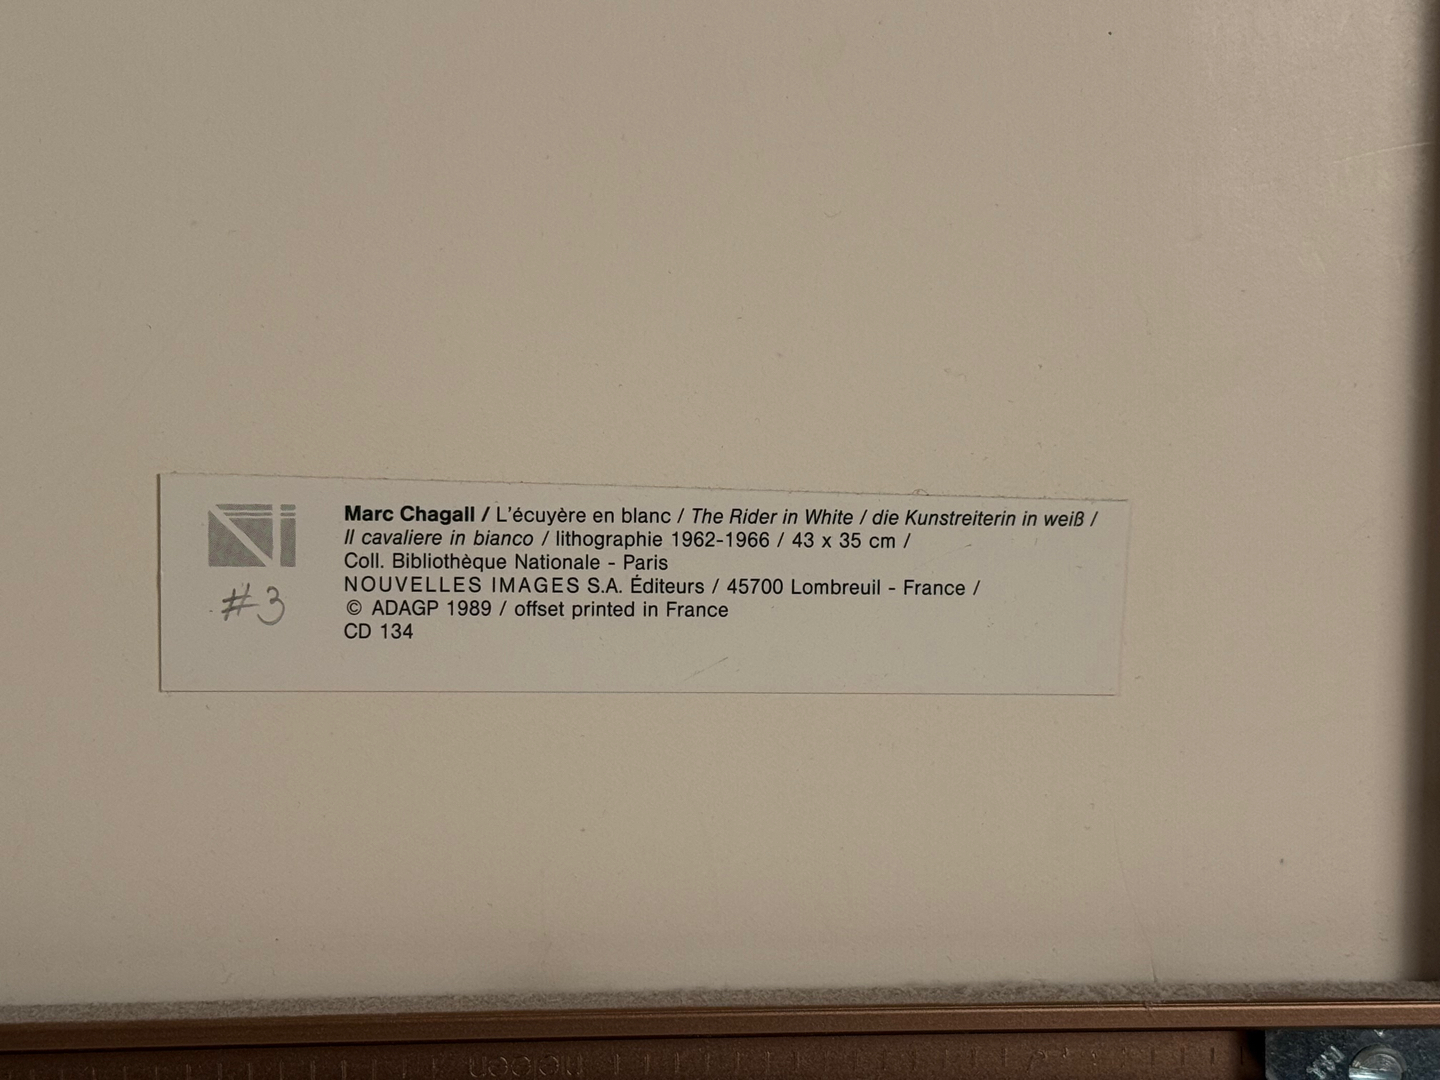 Marc Chagall / L'écuyère en blanc / The Rider in White / die Kunstreiterin in weiß /
Il cavaliere in bianco / lithographie 1962-1966 / 43 x 35 cm /
Coll. Bibliothèque Nationale - Paris
NOUVELLES IMAGES S.A. Éditeurs / 45700 Lombreuil - France /
© ADAGP 1989 / offset printed in France
CD 134
#3
nielsen